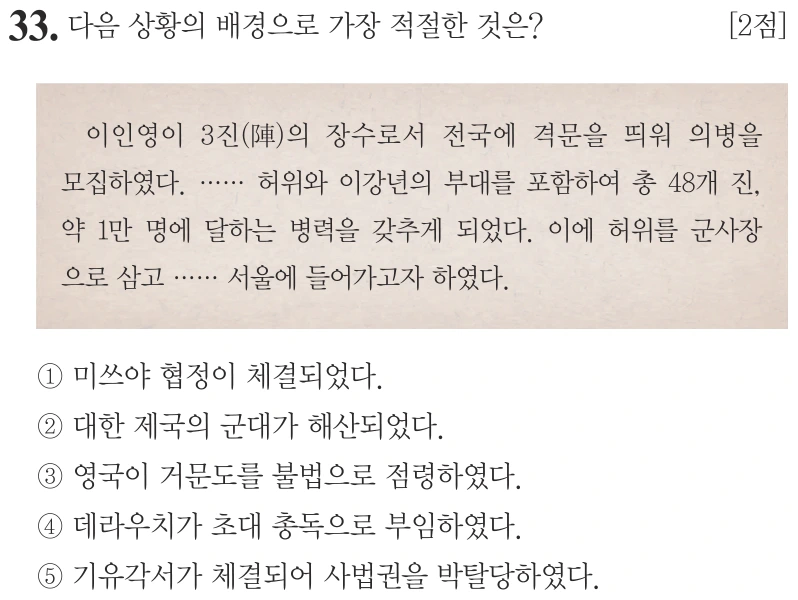 33. 다음 상황의 배경으로 가장 적절한 것은? [2점]
이인영이 3진(陣)의 장수로서 전국에 격문을 띄워 의병을
모집하였다. …… 허위와 이강년의 부대를 포함하여 총 48개 진,
약 1만 명에 달하는 병력을 갖추게 되었다. 이에 허위를 군사장
으로 삼고 …… 서울에 들어가고자 하였다.
① 미쓰야 협정이 체결되었다.
② 대한 제국의 군대가 해산되었다.
③ 영국이 거문도를 불법으로 점령하였다.
④ 데라우치가 초대 총독으로 부임하였다.
⑤ 기유각서가 체결되어 사법권을 박탈당하였다.